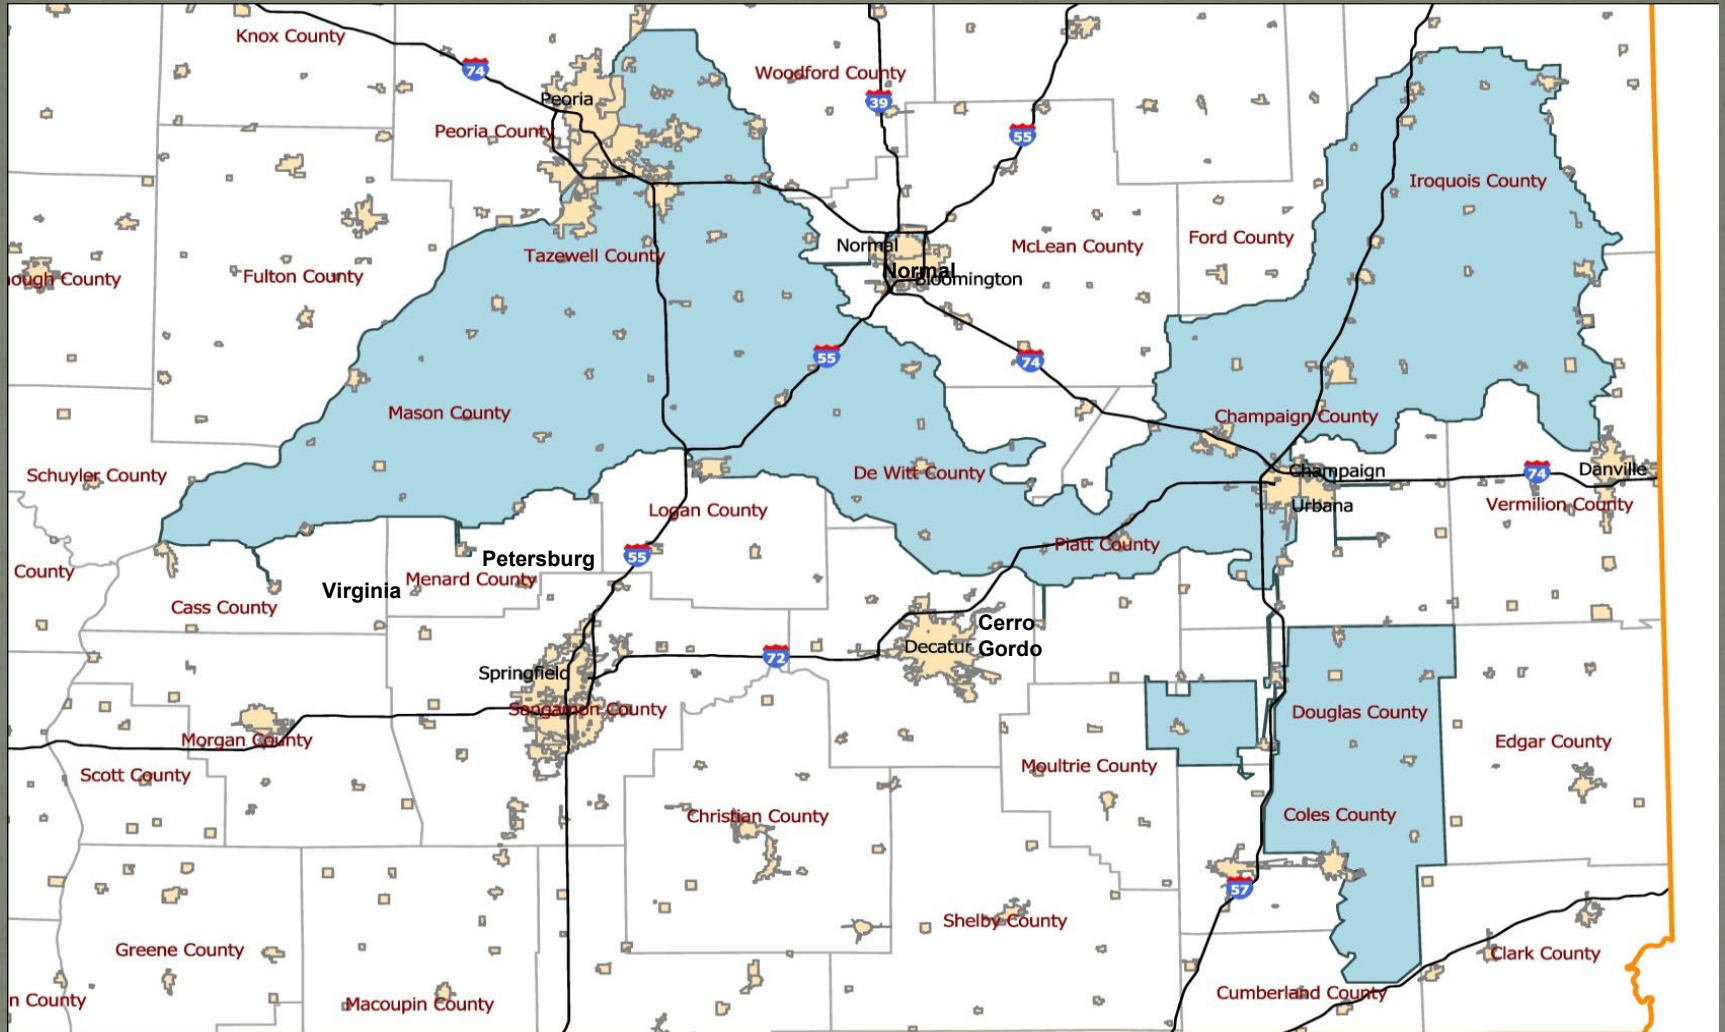 Knox County
74
Woodford County
39
Peoria
Peoria County
55
Iroquois County
Normal
McLean County
Ford County
Tazewell County
Normal
Bloomington
ough County
Fulton County
55
74
Mason County
Champaign County
Schuyler County
De Witt County
Champaign
74
Danville
Urbana
Vermilion County
Logan County
Piatt County
County
Petersburg
55
Menard County
Virginia
Cass County
Cerro
Gordo
Decatur
72
Springfield
Sangamon County
Douglas County
Morgan County
Edgar County
Scott County
Moultrie County
Christian County
Coles County
57
Shelby County
Greene County
Clark County
n County
Macoupin County
Cumberland County